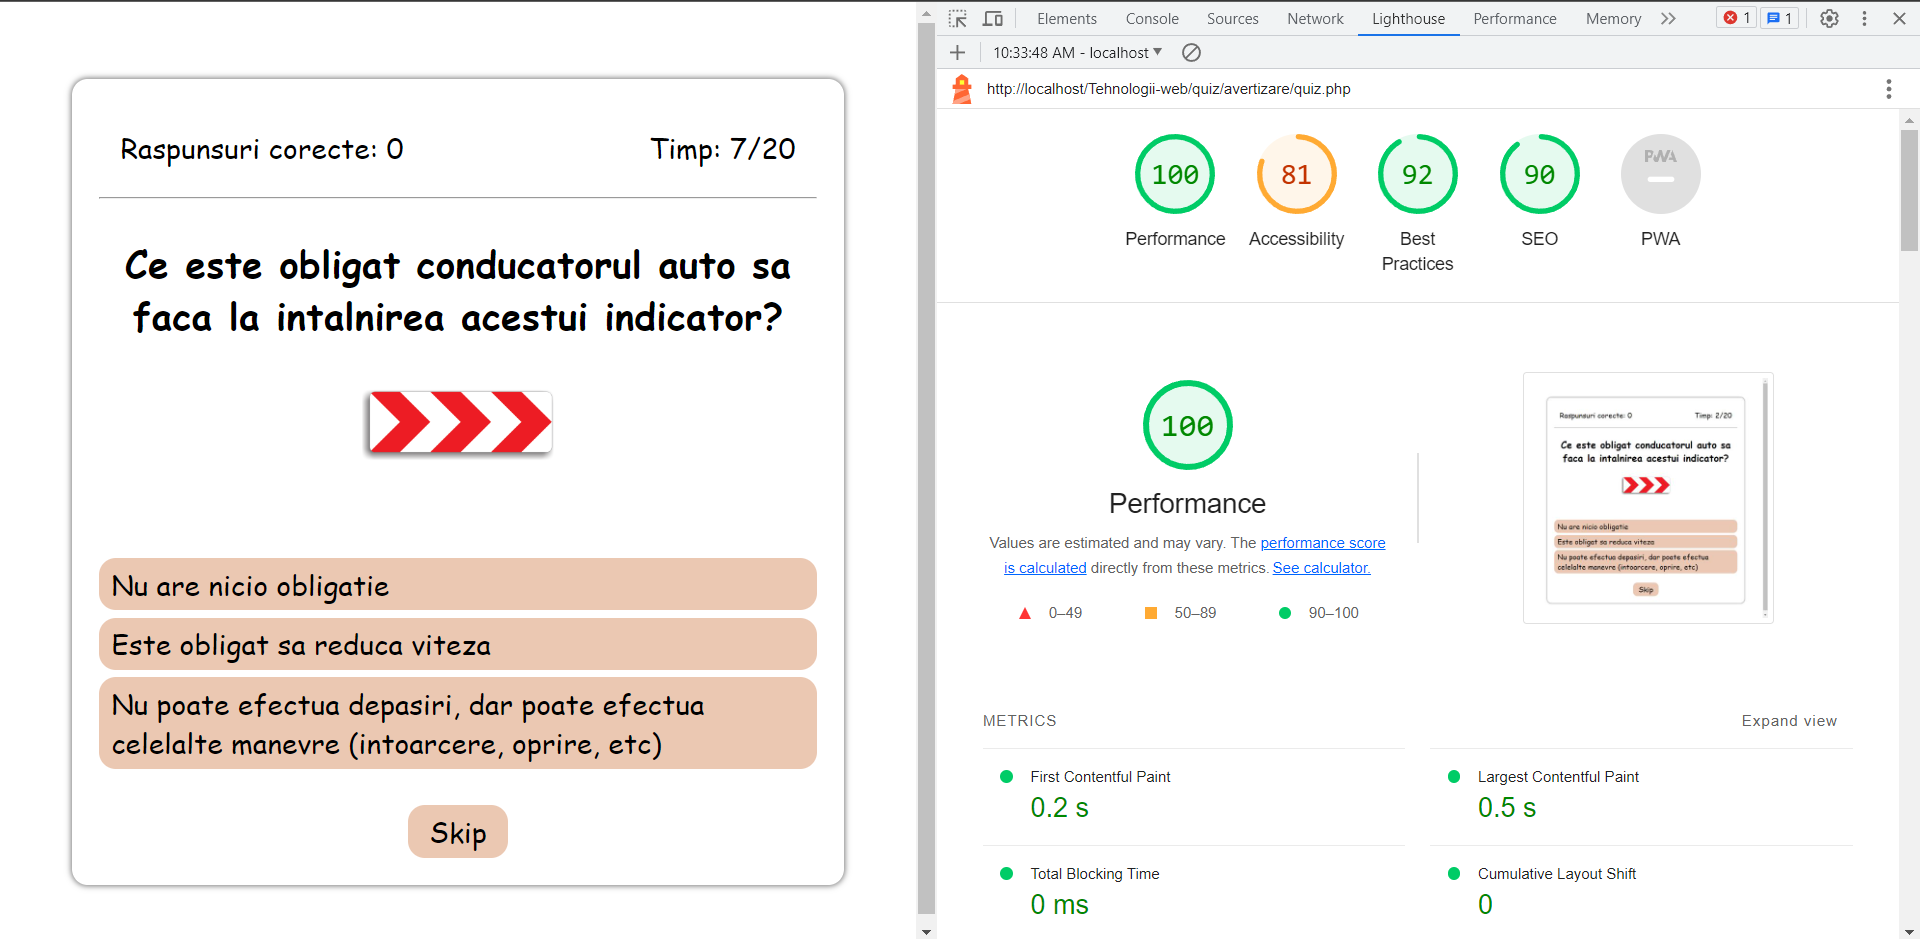 Raspunsuri corecte: 0
Timp: 7/20
Ce este obligat conducatorul auto sa
faca la intalnirea acestui indicator?
Nu are nicio obligatie
Este obligat sa reduca viteza
Nu poate efectua depasiri, dar poate efectua
celelalte manevre (intoarcere, oprire, etc)
Skip
Elements Console Sources Network Lighthouse Performance Memory 1 1
10:33:48 AM - localhost
http://localhost/Tehnologii-web/quiz/avertizare/quiz.php
100
Performance
81
Accessibility
92
Best
Practices
90
SEO
PWA
PWA
100
Performance
Values are estimated and may vary. The performance score
is calculated directly from these metrics. See calculator.
0–49 50–89 90–100
Raspunsuri corecte: 0
Timp: 2/20
Ce este obligat conducatorul auto sa
faca la intalnirea acestui indicator?
Nu are nicio obligatie
Este obligat sa reduca viteza
Nu poate efectua depasiri, dar poate efectua
celelalte manevre (intoarcere, oprire, etc)
Skip
METRICS
Expand view
First Contentful Paint
0.2 s
Largest Contentful Paint
0.5 s
Total Blocking Time
0 ms
Cumulative Layout Shift
0